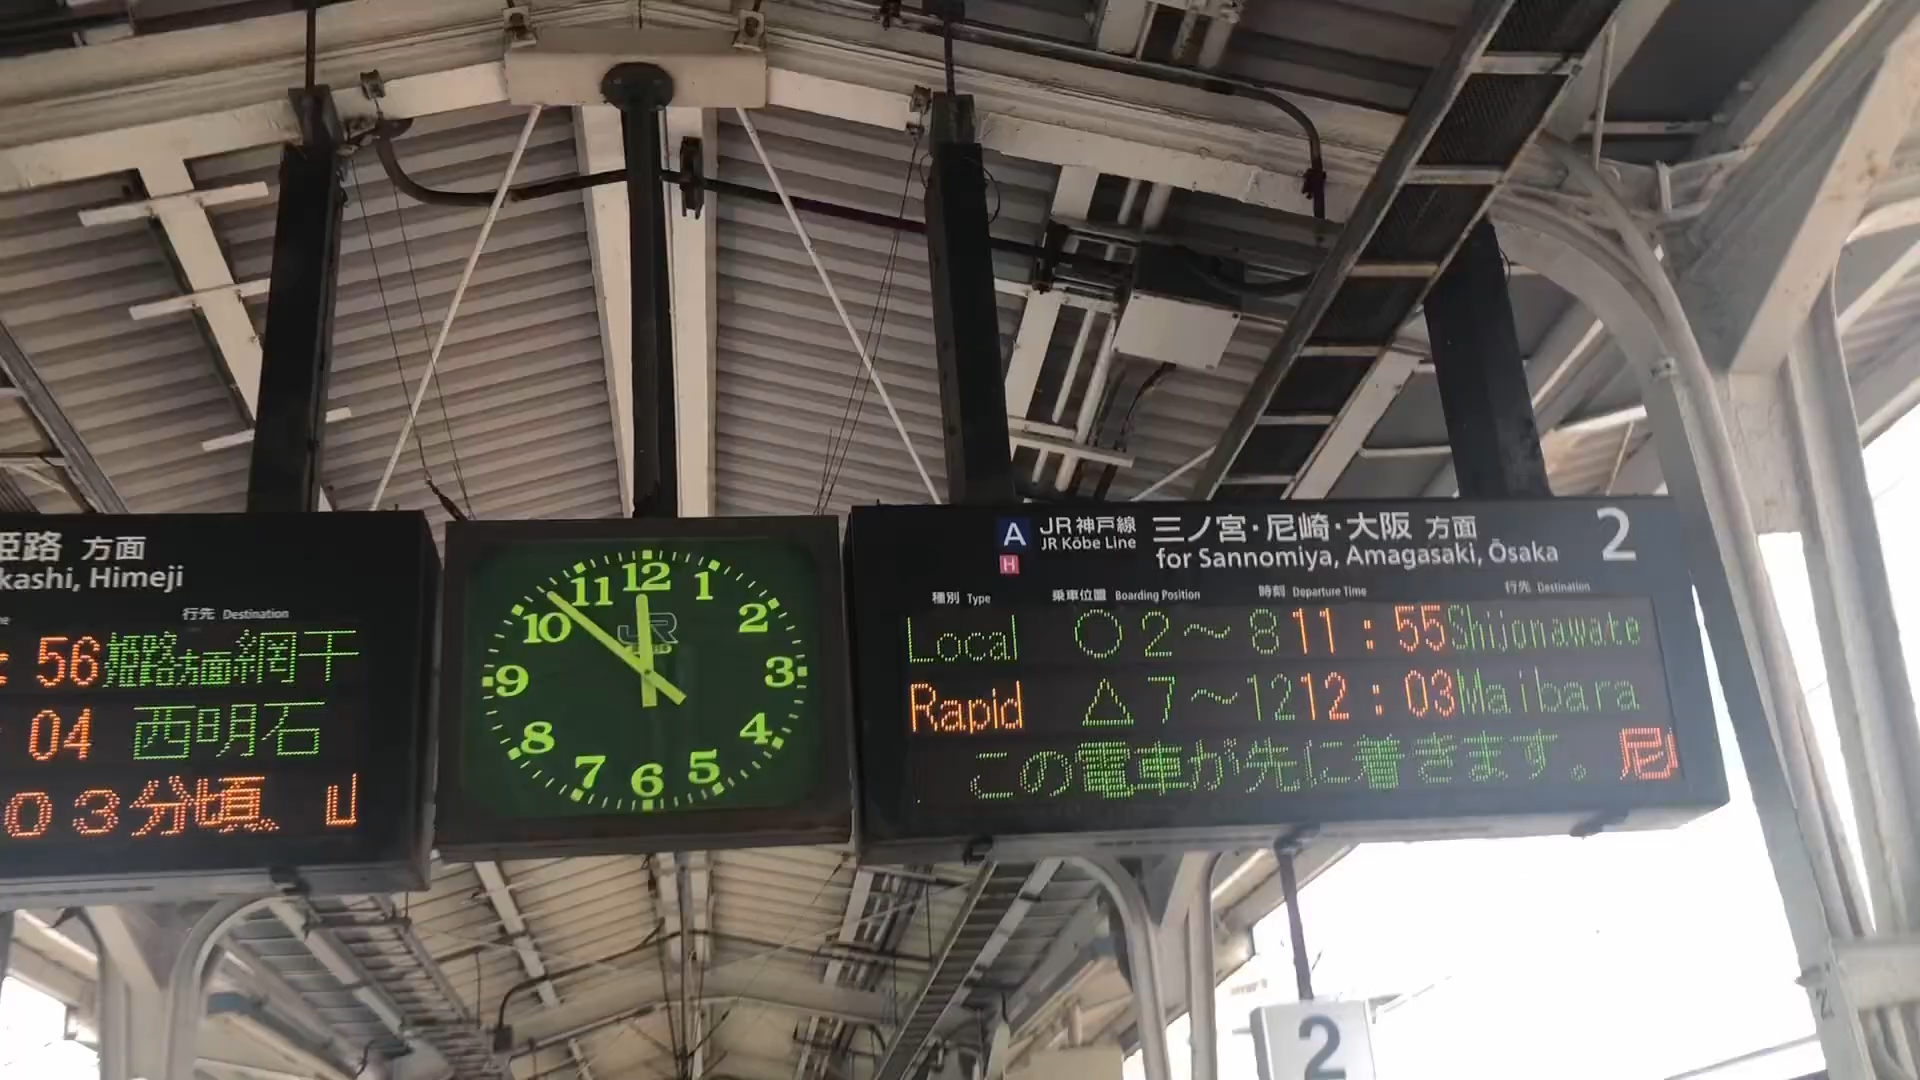 姫路 方面
kashi, Himeji
行先 Destination
: 56 姫路方面網干
04 西明石
03分頃、
12
1
2
3
4
5
6
7
8
9
10
11
JR
A JR神戸線 三ノ宮・尼崎・大阪 方面 2
H JR Kōbe Line for Sannomiya, Amagasaki, Ōsaka
種別 Type 乗車位置 Boarding Position 時刻 Departure Time 行先 Destination
Local ○2～8 11:55 Shijonawate
Rapid △7～12 12:03 Maibara
この電車が先に着きます。 尼
2